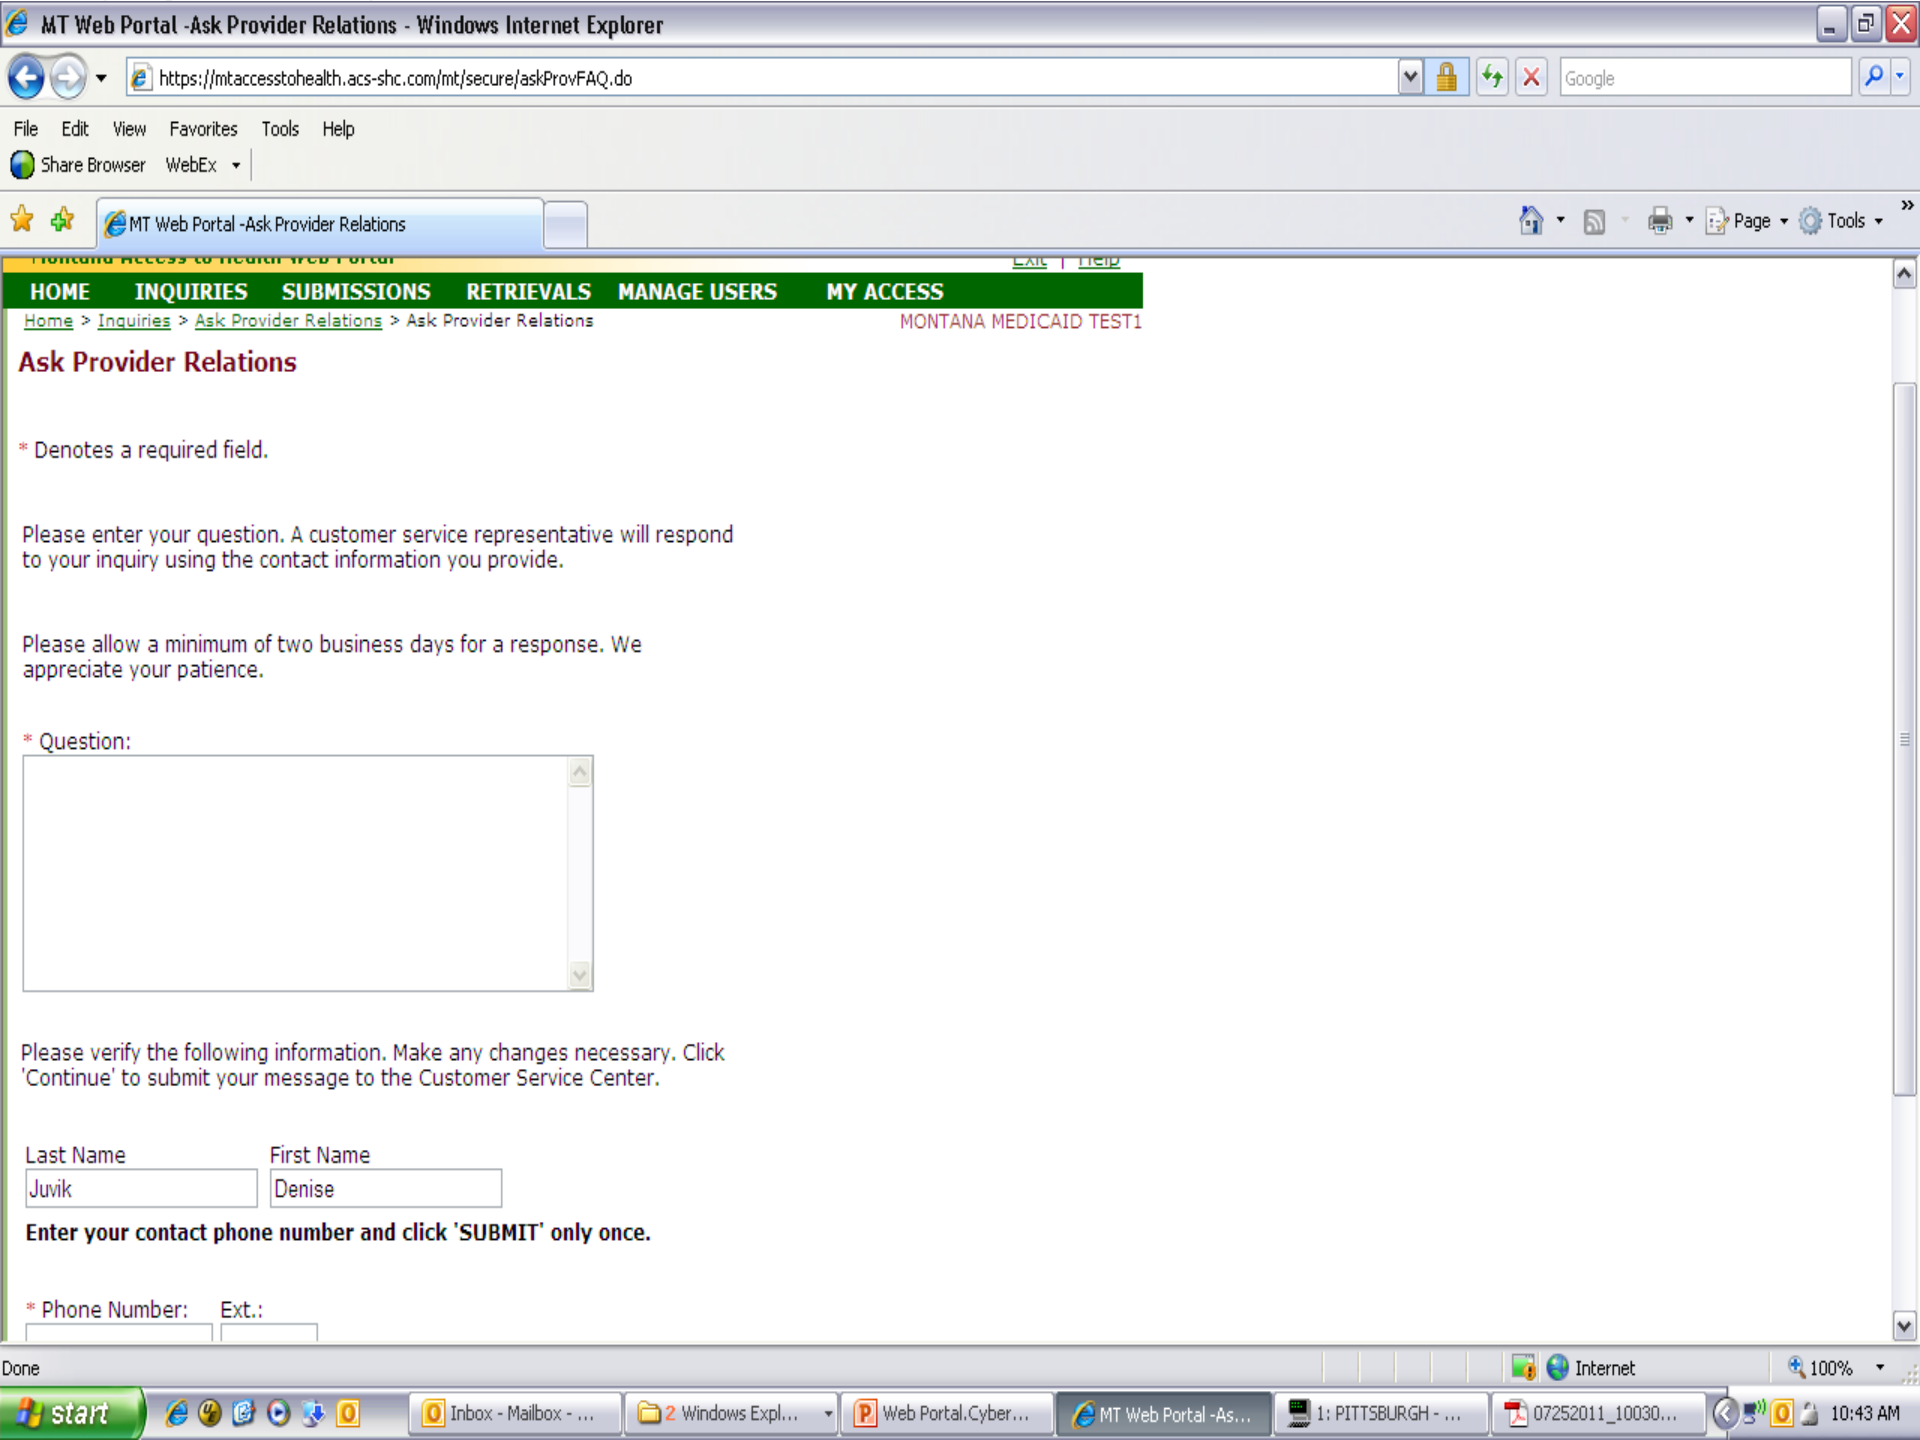 MT Web Portal -Ask Provider Relations - Windows Internet Explorer
https://mtaccesstohealth.acs-shc.com/mt/secure/askProvFAQ.do
Google
File Edit View Favorites Tools Help
Share Browser WebEx
MT Web Portal -Ask Provider Relations
Page Tools »
Montana Access to Health Web Portal
Exit | Help
HOME INQUIRIES SUBMISSIONS RETRIEVALS MANAGE USERS MY ACCESS
Home > Inquiries > Ask Provider Relations > Ask Provider Relations
MONTANA MEDICAID TEST1
Ask Provider Relations
* Denotes a required field.
Please enter your question. A customer service representative will respond
to your inquiry using the contact information you provide.
Please allow a minimum of two business days for a response. We
appreciate your patience.
* Question:
Please verify the following information. Make any changes necessary. Click
'Continue' to submit your message to the Customer Service Center.
Last Name First Name
Juvik Denise
Enter your contact phone number and click 'SUBMIT' only once.
* Phone Number: Ext.:
Done
Internet
100%
start
Inbox - Mailbox - ...
2 Windows Expl...
Web Portal.Cyber...
MT Web Portal -As...
1: PITTSBURGH - ...
07252011_10030...
10:43 AM